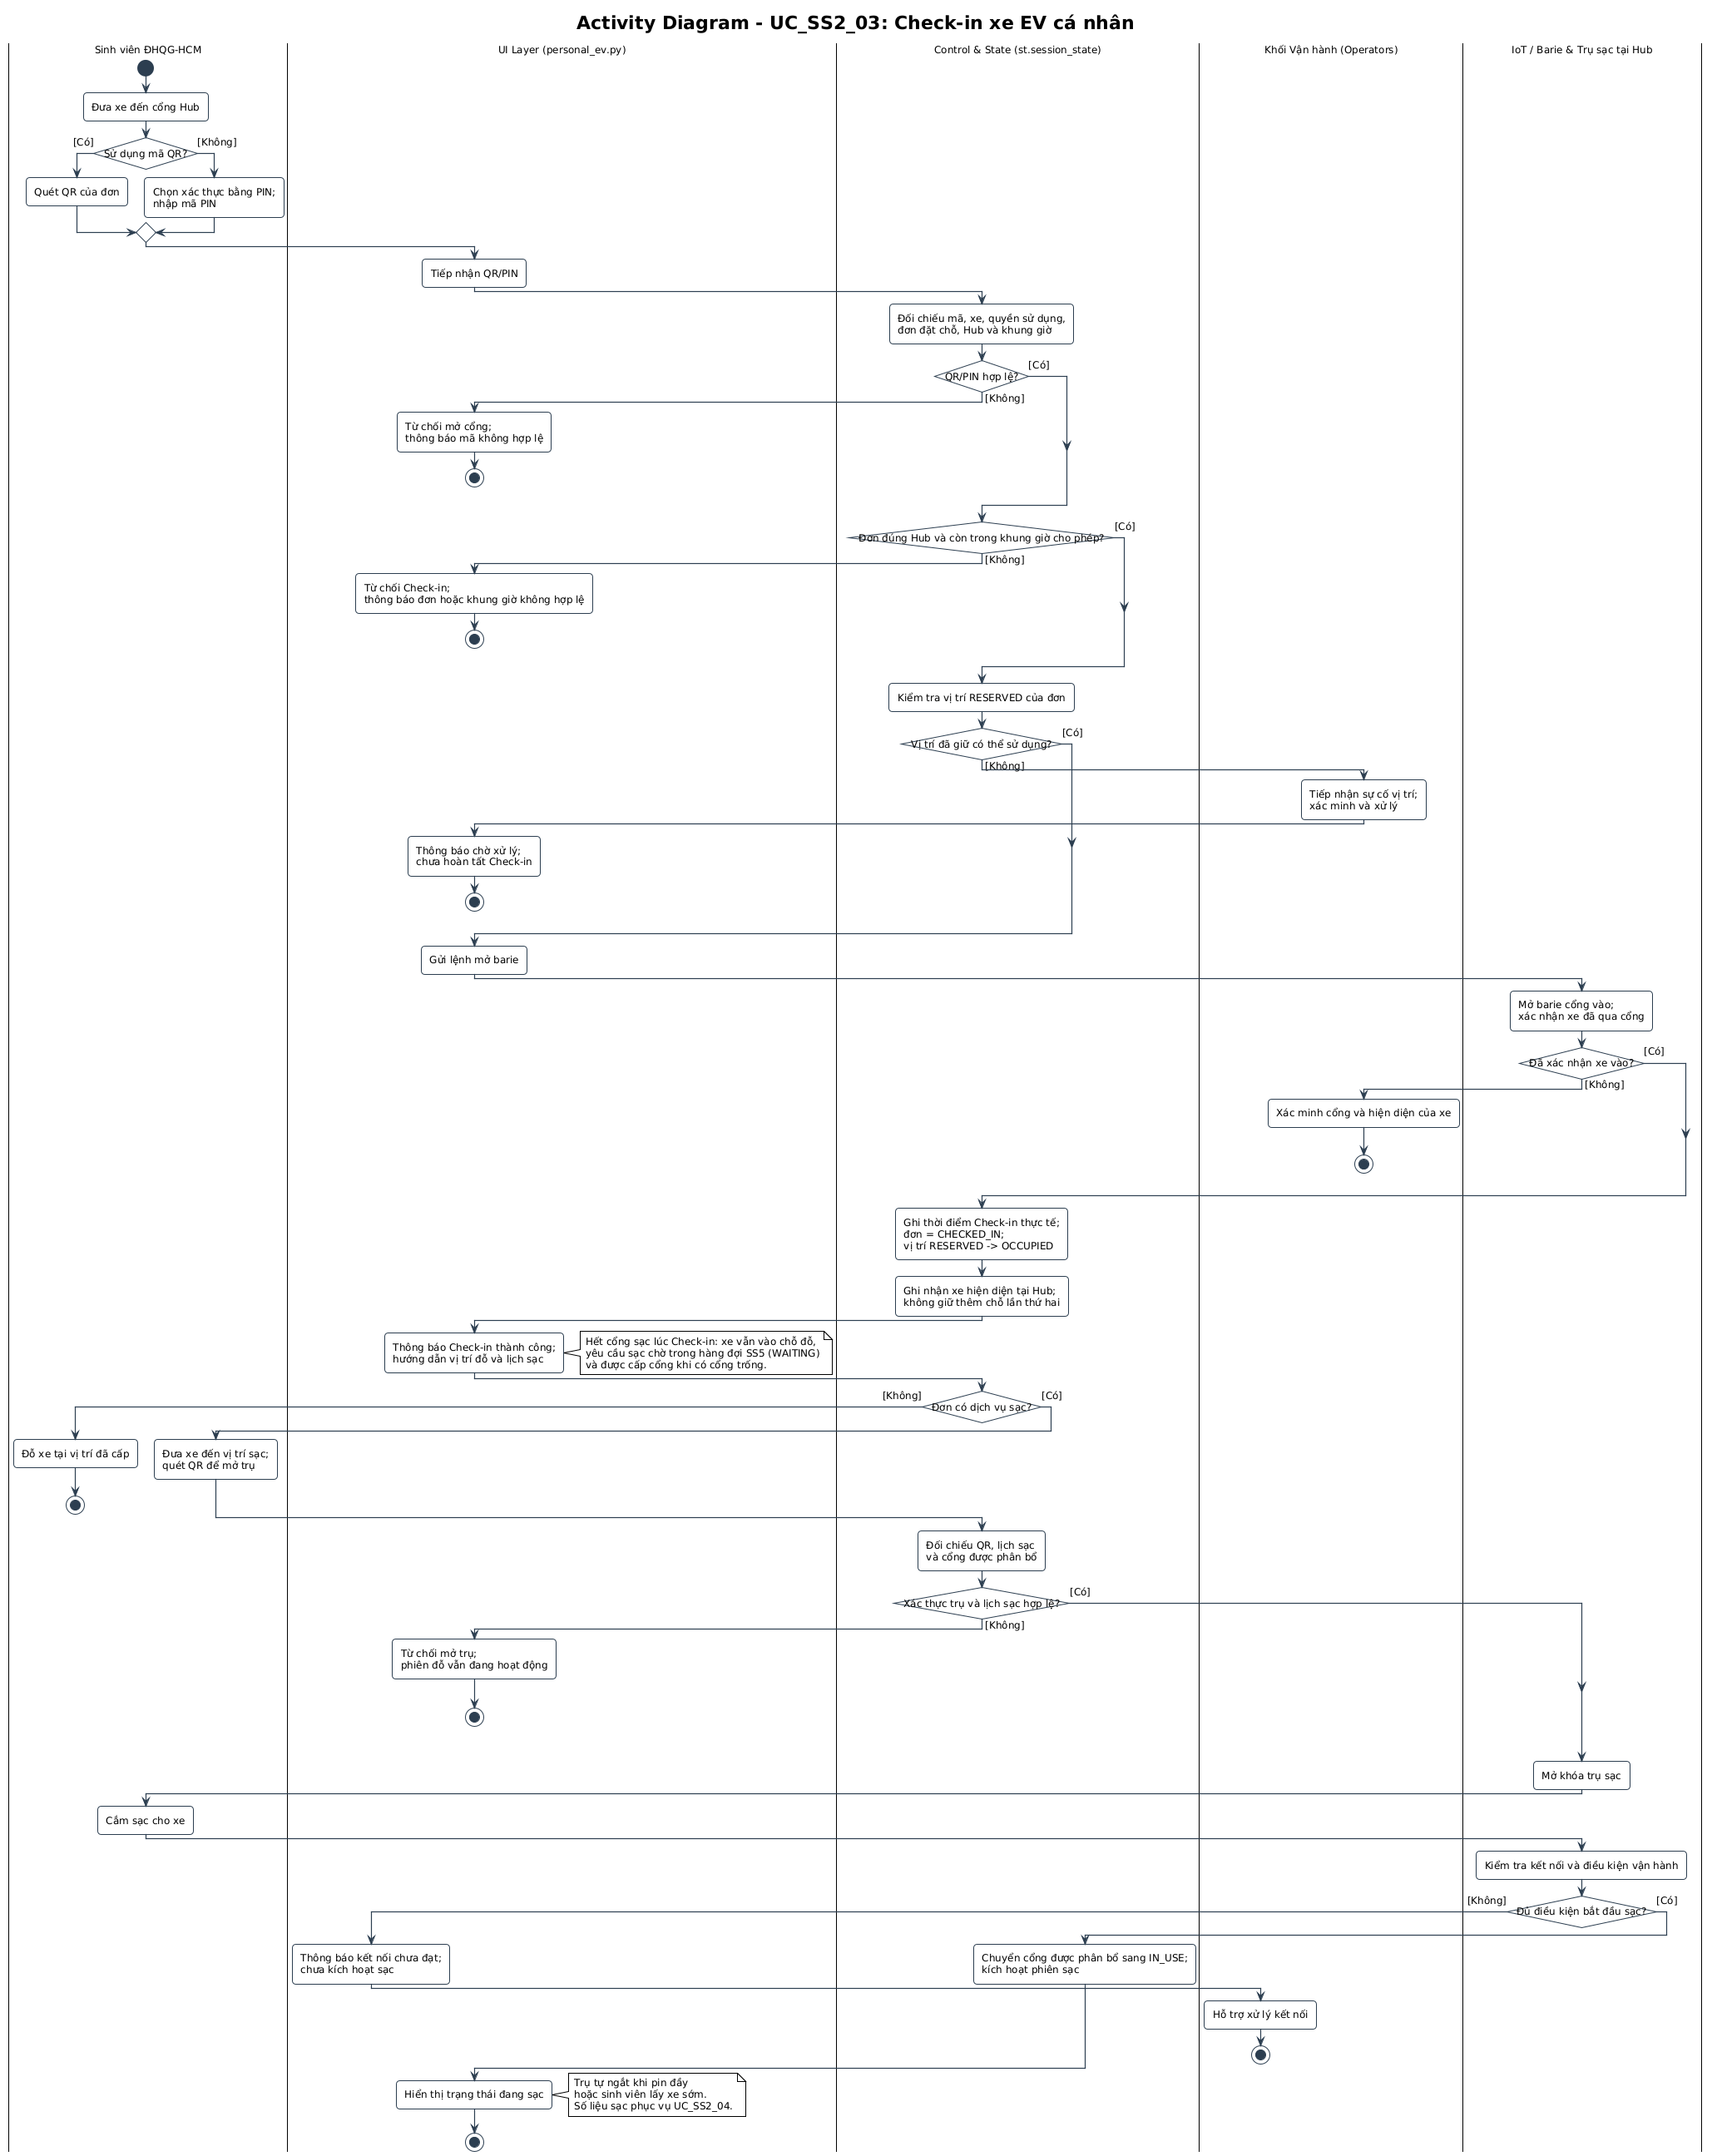 Activity Diagram - UC_SS2_03: Check-in xe EV cá nhân
Sinh viên ĐHQG-HCM
UI Layer (personal_ev.py)
Control & State (st.session_state)
Khối Vận hành (Operators)
IoT / Barie & Trụ sạc tại Hub
Đưa xe đến cổng Hub
[Có]
Sử dụng mã QR?
[Không]
Quét QR của đơn
Chọn xác thực bằng PIN;
nhập mã PIN
Tiếp nhận QR/PIN
Đối chiếu mã, xe, quyền sử dụng,
đơn đặt chỗ, Hub và khung giờ
QR/PIN hợp lệ?
[Có]
[Không]
Từ chối mở cổng;
thông báo mã không hợp lệ
Đơn đúng Hub và còn trong khung giờ cho phép?
[Có]
[Không]
Từ chối Check-in;
thông báo đơn hoặc khung giờ không hợp lệ
Kiểm tra vị trí RESERVED của đơn
Vị trí đã giữ có thể sử dụng?
[Có]
[Không]
Tiếp nhận sự cố vị trí;
xác minh và xử lý
Thông báo chờ xử lý;
chưa hoàn tất Check-in
Gửi lệnh mở barie
Mở barie cổng vào;
xác nhận xe đã qua cổng
Đã xác nhận xe vào?
[Có]
[Không]
Xác minh cổng và hiện diện của xe
Ghi thời điểm Check-in thực tế;
đơn = CHECKED_IN;
vị trí RESERVED -> OCCUPIED
Ghi nhận xe hiện diện tại Hub;
không giữ thêm chỗ lần thứ hai
Thông báo Check-in thành công;
hướng dẫn vị trí đỗ và lịch sạc
Hết cổng sạc lúc Check-in: xe vẫn vào chỗ đỗ,
yêu cầu sạc chờ trong hàng đợi SS5 (WAITING)
và được cấp cổng khi có cổng trống.
[Không]
Đơn có dịch vụ sạc?
[Có]
Đỗ xe tại vị trí đã cấp
Đưa xe đến vị trí sạc;
quét QR để mở trụ
Đối chiếu QR, lịch sạc
và cổng được phân bổ
Xác thực trụ và lịch sạc hợp lệ?
[Có]
[Không]
Từ chối mở trụ;
phiên đỗ vẫn đang hoạt động
Mở khóa trụ sạc
Cắm sạc cho xe
Kiểm tra kết nối và điều kiện vận hành
[Không]
Đủ điều kiện bắt đầu sạc?
[Có]
Thông báo kết nối chưa đạt;
chưa kích hoạt sạc
Chuyển cổng được phân bổ sang IN_USE;
kích hoạt phiên sạc
Hỗ trợ xử lý kết nối
Hiển thị trạng thái đang sạc
Trụ tự ngắt khi pin đầy
hoặc sinh viên lấy xe sớm.
Số liệu sạc phục vụ UC_SS2_04.